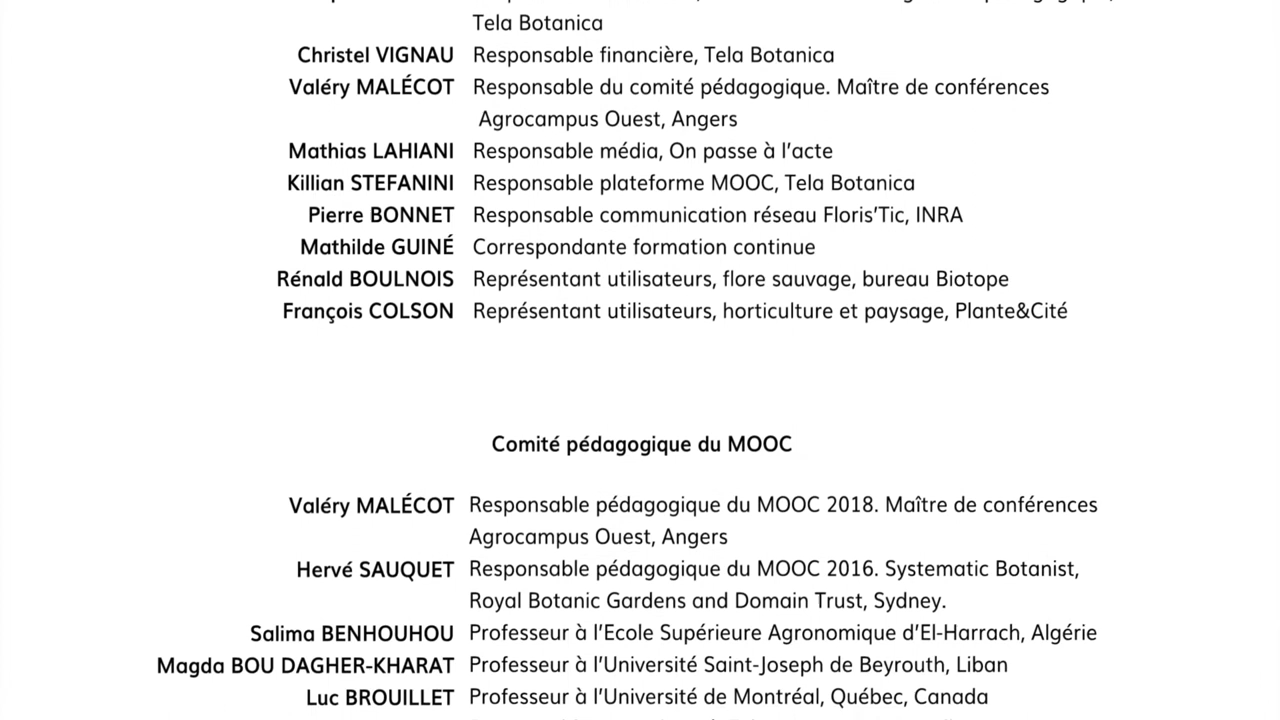 Tela Botanica
Christel VIGNAU Responsable financière, Tela Botanica
Valéry MALÉCOT Responsable du comité pédagogique. Maître de conférences
Agrocampus Ouest, Angers
Mathias LAHIANI Responsable média, On passe à l’acte
Killian STEFANINI Responsable plateforme MOOC, Tela Botanica
Pierre BONNET Responsable communication réseau Floris’Tic, INRA
Mathilde GUINÉ Correspondante formation continue
Rénald BOULNOIS Représentant utilisateurs, flore sauvage, bureau Biotope
François COLSON Représentant utilisateurs, horticulture et paysage, Plante&Cité
Comité pédagogique du MOOC
Valéry MALÉCOT Responsable pédagogique du MOOC 2018. Maître de conférences
Agrocampus Ouest, Angers
Hervé SAUQUET Responsable pédagogique du MOOC 2016. Systematic Botanist,
Royal Botanic Gardens and Domain Trust, Sydney.
Salima BENHOUHOU Professeur à l’Ecole Supérieure Agronomique d’El-Harrach, Algérie
Magda BOU DAGHER-KHARAT Professeur à l’Université Saint-Joseph de Beyrouth, Liban
Luc BROUILLET Professeur à l’Université de Montréal, Québec, Canada